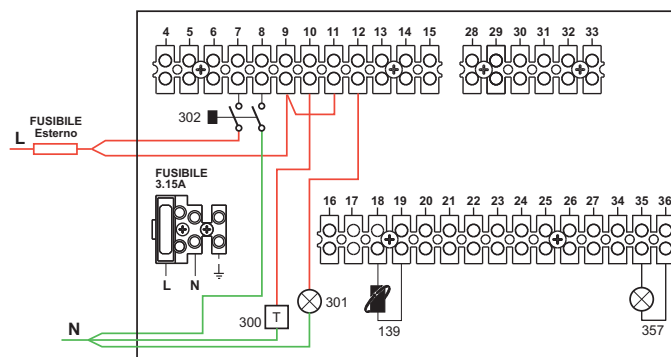 4 5 6 7 8 9 10 11 12 13 14 15 28 29 30 31 32 33
302
FUSIBILE
Esterno
L
FUSIBILE
3.15A
16 17 18 19 20 21 22 23 24 25 26 27 34 35 36
L N
N
300
T
301
139
357